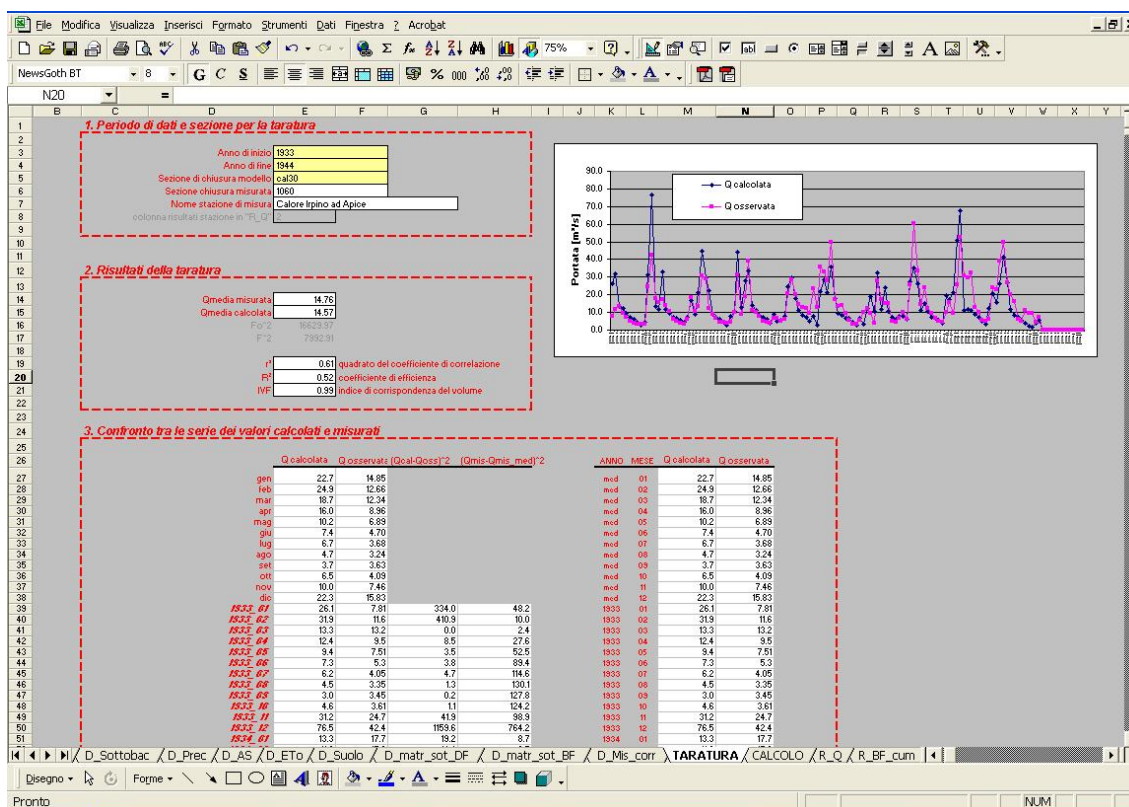 File Modifica Visualizza Inserisci Formato Strumenti Dati Finestra ? Acrobat
75%
NewsGoth BT 8 G C S % 000
N20 =
B C D E F G H I J K L M N O P Q R S T U V W X Y
1. Periodo di dati e sezione per la taratura
Anno di inizio 1933
Anno di fine 1944
Sezione di chiusura modello cal30
Sezione chiusura misurata 1060
Nome stazione di misura Calore Irpino ad Apice
colonna risultati stazione in "R_Q" 2
Portata [m³/s]
90.0
80.0
70.0
60.0
50.0
40.0
30.0
20.0
10.0
0.0
Q calcolata
Q osservata
2. Risultati della taratura
Qmedia misurata 14.76
Qmedia calcolata 14.57
Fo^2 16629.97
F^2 7992.91
r² 0.61 quadrato del coefficiente di correlazione
R² 0.52 coefficiente di efficienza
IVF 0.99 indice di corrispondenza del volume
3. Confronto tra le serie dei valori calcolati e misurati
Q calcolata Q osservata (Qcal-Qoss)^2 (Qmis-Qmis_med)^2 ANNO MESE Q calcolata Q osservata
gen 22.7 14.85 med 01 22.7 14.85
feb 24.9 12.66 med 02 24.9 12.66
mar 18.7 12.34 med 03 18.7 12.34
apr 16.0 8.96 med 04 16.0 8.96
mag 10.2 6.89 med 05 10.2 6.89
giu 7.4 4.70 med 06 7.4 4.70
lug 6.7 3.68 med 07 6.7 3.68
ago 4.7 3.24 med 08 4.7 3.24
set 3.7 3.63 med 09 3.7 3.63
ott 6.5 4.09 med 10 6.5 4.09
nov 10.0 7.46 med 11 10.0 7.46
dic 22.3 15.83 med 12 22.3 15.83
1933_01 26.1 7.81 334.0 48.2 1933 01 26.1 7.81
1933_02 31.9 11.6 410.9 10.0 1933 02 31.9 11.6
1933_03 13.3 13.2 0.0 2.4 1933 03 13.3 13.2
1933_04 12.4 9.5 8.5 27.6 1933 04 12.4 9.5
1933_05 9.4 7.51 3.5 52.5 1933 05 9.4 7.51
1933_06 7.3 5.3 3.8 89.4 1933 06 7.3 5.3
1933_07 6.2 4.05 4.7 114.6 1933 07 6.2 4.05
1933_08 4.5 3.35 1.3 130.1 1933 08 4.5 3.35
1933_09 3.0 3.45 0.2 127.8 1933 09 3.0 3.45
1933_10 4.6 3.61 1.1 124.2 1933 10 4.6 3.61
1933_11 31.2 24.7 41.9 98.9 1933 11 31.2 24.7
1933_12 76.5 42.4 1159.6 764.2 1933 12 76.5 42.4
1934_01 13.3 17.7 19.2 8.7 1934 01 13.3 17.7
D_Sottobac D_Prec D_AS D_ETo D_Suolo D_matr_sot_DF D_matr_sot_BF D_Mis_corr TARATURA CALCOLO R_Q R_BF_cum
Disegno Forme
Pronto NUM